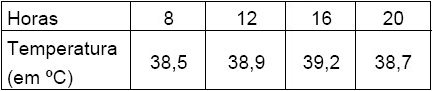 Horas 8 12 16 20
Temperatura
(em ºC) 38,5 38,9 39,2 38,7